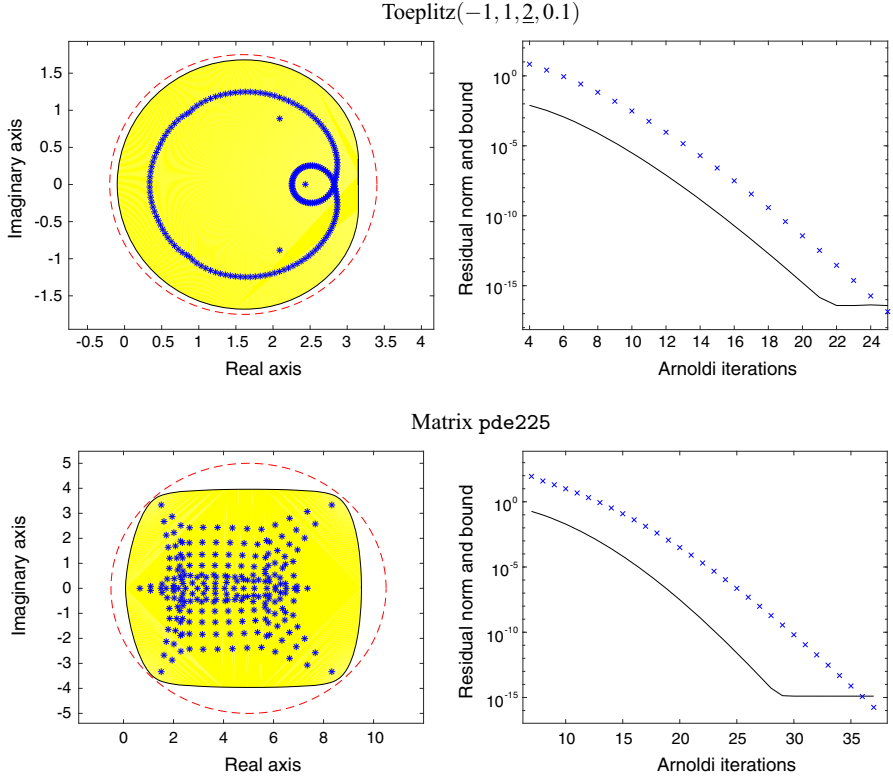 Toeplitz(−1, 1, 2, 0.1)
1.5
1
0.5
0
-0.5
-1
-1.5
Imaginary axis
-0.5 0 0.5 1 1.5 2 2.5 3 3.5 4
Real axis
10^0
10^-5
10^-10
10^-15
Residual norm and bound
4 6 8 10 12 14 16 18 20 22 24
Arnoldi iterations
Matrix pde225
5
4
3
2
1
0
-1
-2
-3
-4
-5
Imaginary axis
0 2 4 6 8 10
Real axis
10^0
10^-5
10^-10
10^-15
Residual norm and bound
10 15 20 25 30 35
Arnoldi iterations